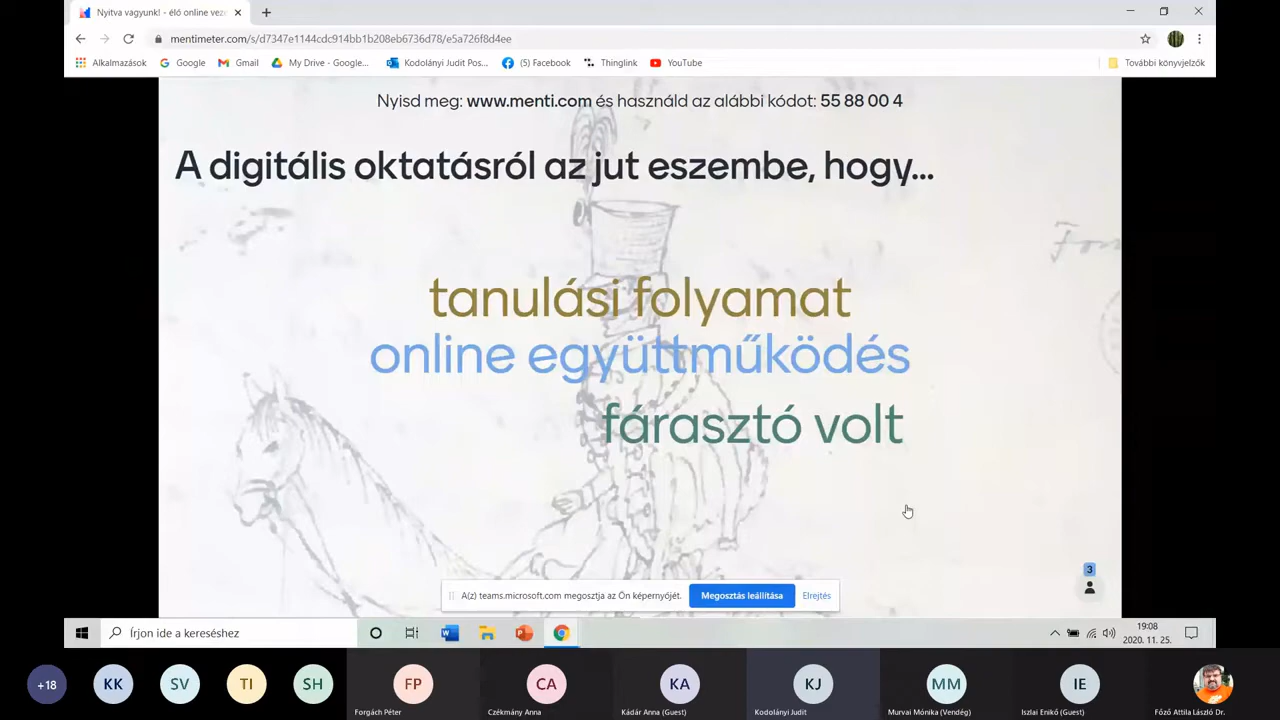 Nyitva vagyunk! - élő online veze
mentimeter.com/s/d7347e1144cdc914bb1b208eb6736d78/e5a726f8d4ee
Alkalmazások Google Gmail My Drive - Google... Kodolányi Judit Pos... (5) Facebook Thinglink YouTube További könyvjelzők
Nyisd meg: www.menti.com és használd az alábbi kódot: 55 88 00 4
A digitális oktatásról az jut eszembe, hogy...
tanulási folyamat
online együttműködés
fárasztó volt
3
A(z) teams.microsoft.com megosztja az Ön képernyőjét. Megosztás leállítása Elrejtés
Írjon ide a kereséshez
19:08
2020. 11. 25.
+18 KK SV TI SH FP CA KA KJ MM IE
Forgách Péter Czékmány Anna Kádár Anna (Guest) Kodolányi Judit Murvai Mónika (Vendég) Iszlai Enikő (Guest) Főző Attila László Dr.